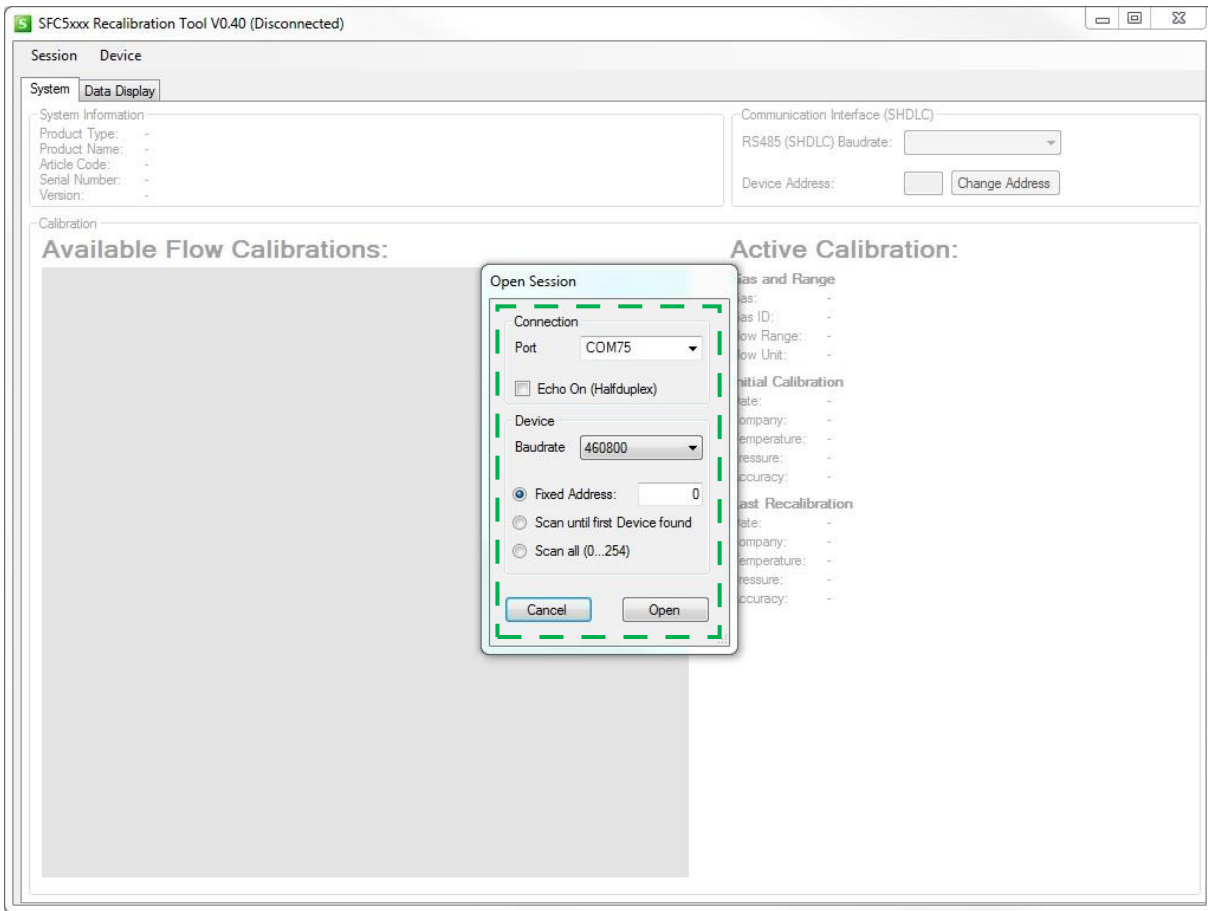 SFC5xxx Recalibration Tool V0.40 (Disconnected)
Session Device
System Data Display
System Information
Product Type: -
Product Name: -
Article Code: -
Serial Number: -
Version: -
Communication Interface (SHDLC)
RS485 (SHDLC) Baudrate:
Device Address: Change Address
Calibration
Available Flow Calibrations:
Active Calibration:
Gas and Range
as: -
as ID: -
ow Range: -
ow Unit: -
nitial Calibration
ate: -
ompany: -
emperature: -
ressure: -
ccuracy: -
ast Recalibration
ate: -
ompany: -
emperature: -
ressure: -
ccuracy: -
Open Session
Connection
Port COM75
Echo On (Halfduplex)
Device
Baudrate 460800
Fixed Address: 0
Scan until first Device found
Scan all (0...254)
Cancel Open